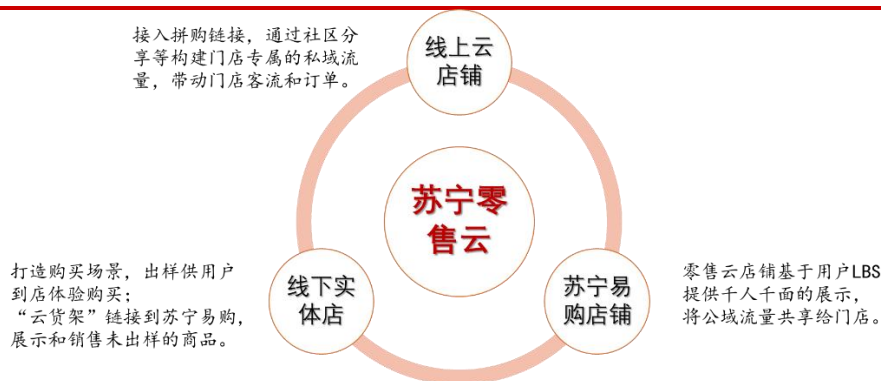 接入拼购链接，通过社区分
享等构建门店专属的私域流
量，带动门店客流和订单。
线上云
店铺
苏宁零
售云
打造购买场景，出样供用户
到店体验购买；
“云货架”链接到苏宁易购，
展示和销售未出样的商品。
线下实
体店
苏宁易
购店铺
零售云店铺基于用户LBS
提供千人千面的展示，
将公域流量共享给门店。